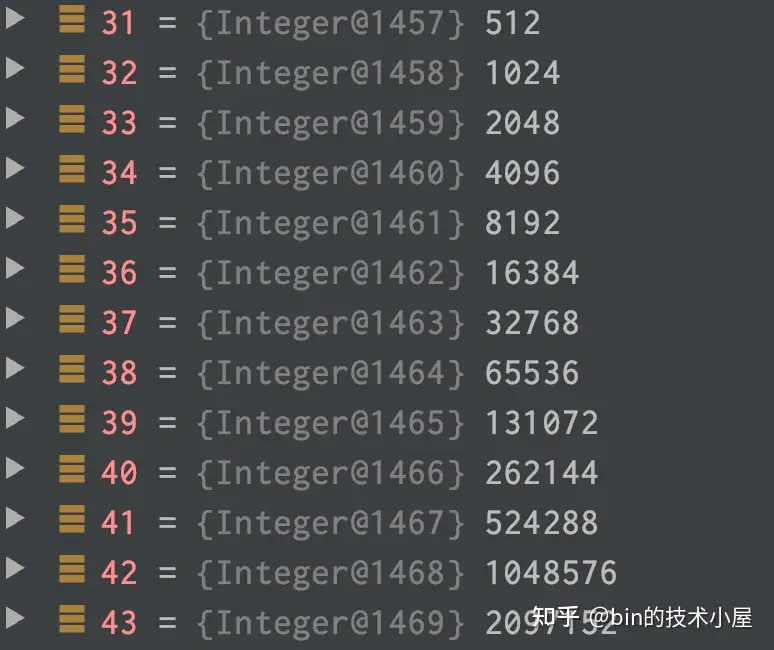 31 = {Integer@1457} 512
32 = {Integer@1458} 1024
33 = {Integer@1459} 2048
34 = {Integer@1460} 4096
35 = {Integer@1461} 8192
36 = {Integer@1462} 16384
37 = {Integer@1463} 32768
38 = {Integer@1464} 65536
39 = {Integer@1465} 131072
40 = {Integer@1466} 262144
41 = {Integer@1467} 524288
42 = {Integer@1468} 1048576
43 = {Integer@1469} 2097152
知乎 @bin的技术小屋